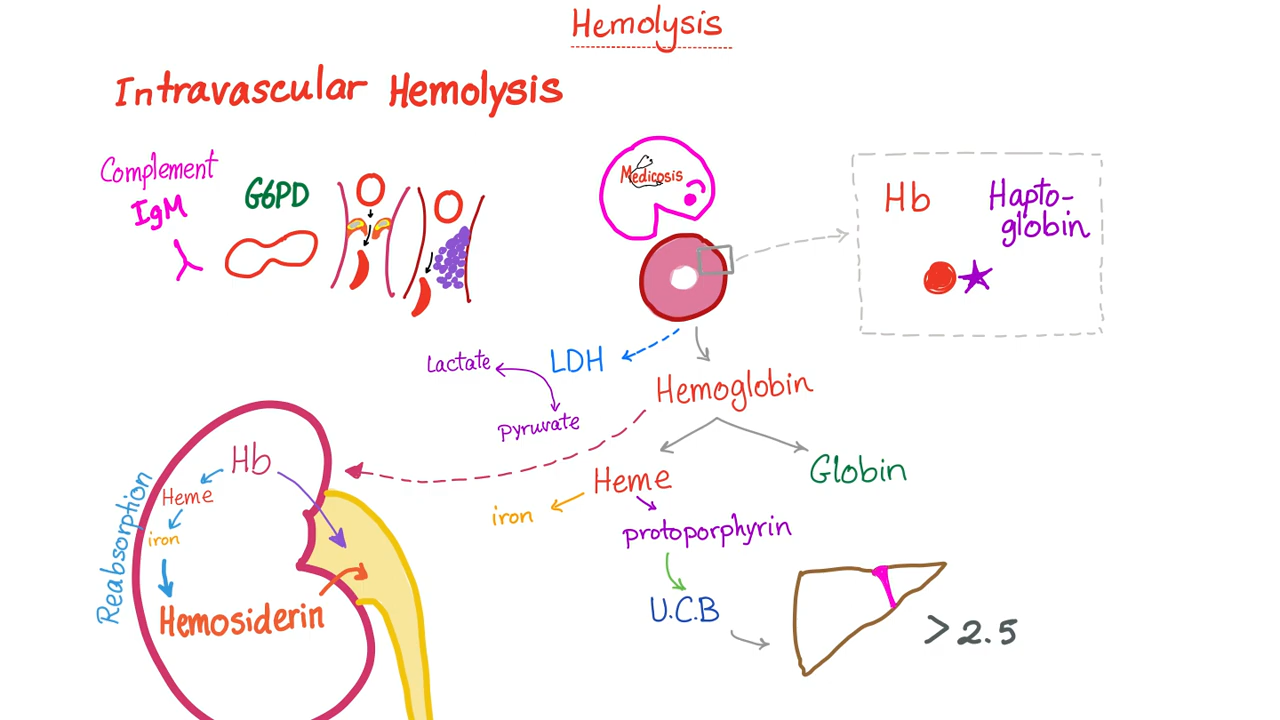 Hemolysis
Intravascular Hemolysis
Complement
IgM
G6PD
Medicosis
Hb
Hapto-
globin
LDH
Lactate
Pyruvate
Hemoglobin
Heme
Globin
iron
protoporphyrin
U.C.B
> 2.5
Hb
Heme
iron
Reabsorption
Hemosiderin